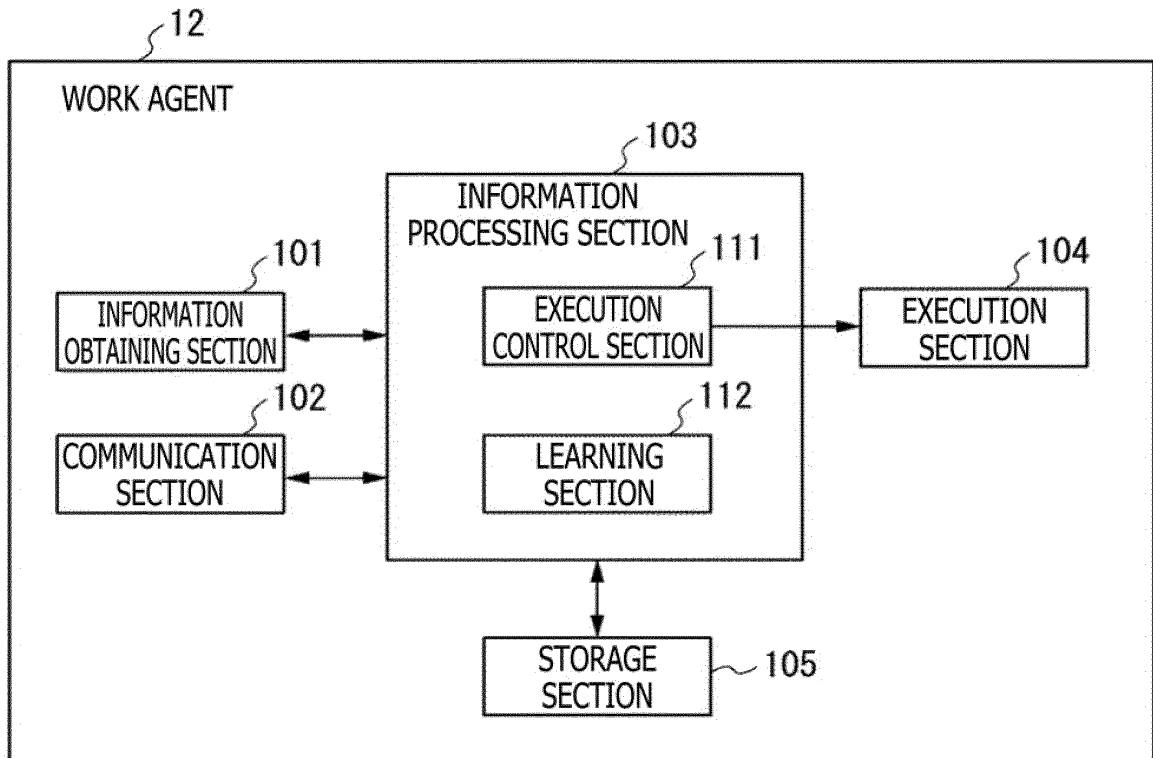 12
WORK AGENT
103
INFORMATION
PROCESSING SECTION
101
INFORMATION
OBTAINING SECTION
111
EXECUTION
CONTROL SECTION
104
EXECUTION
SECTION
102
COMMUNICATION
SECTION
112
LEARNING
SECTION
STORAGE
SECTION
105